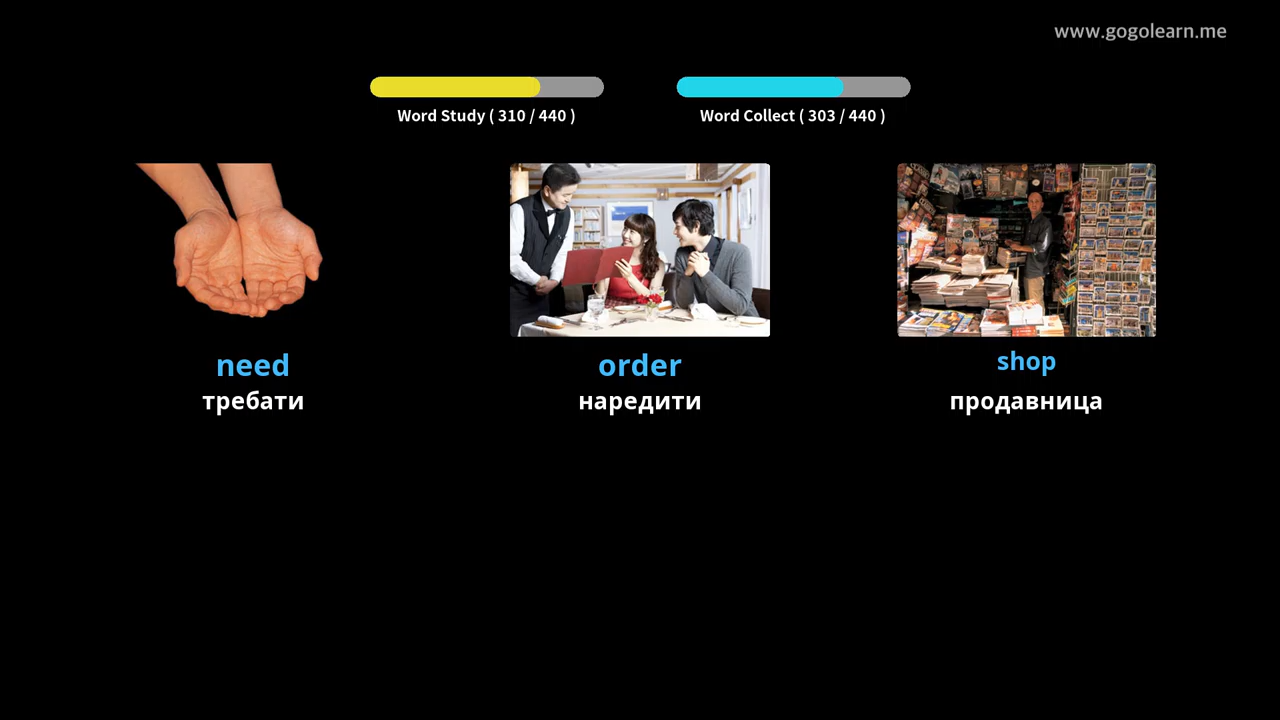 www.gogolearn.me
Word Study ( 310 / 440 )
Word Collect ( 303 / 440 )
need
требати
order
наредити
shop
продавница